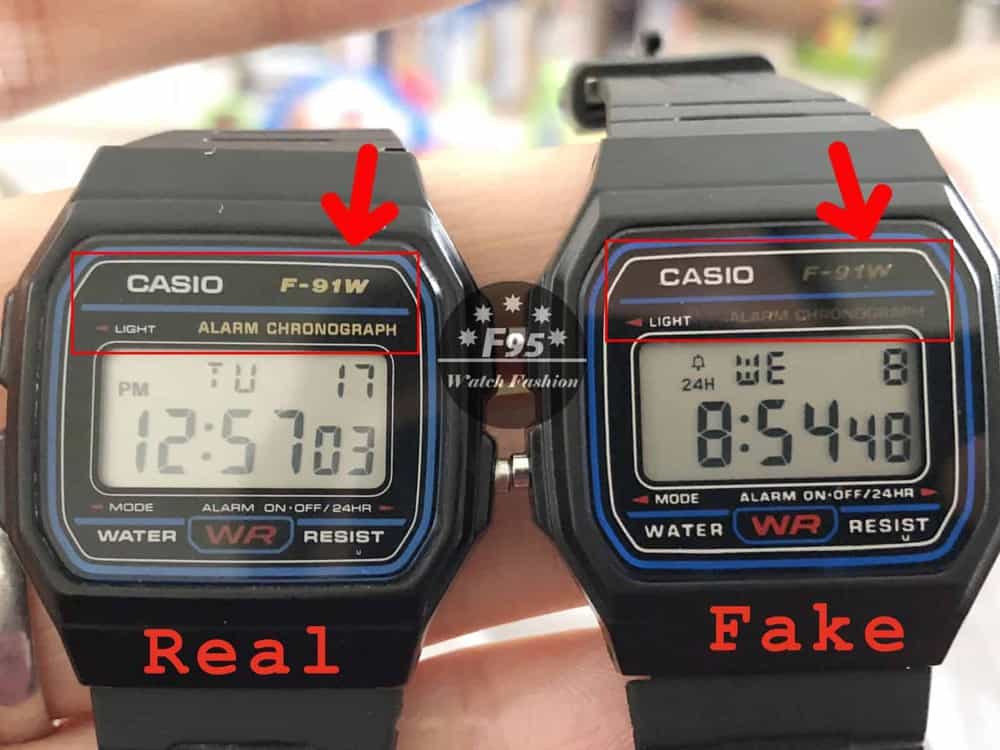 CASIO F-91W
LIGHT ALARM CHRONOGRAPH
PM TU 17
12:57 03
MODE ALARM ON·OFF/24HR
WATER WR RESIST
U
Real
F95
Watch Fashion
CASIO F-91W
LIGHT ALARM CHRONOGRAPH
24H WE 8
8:54 48
MODE ALARM ON·OFF/24HR
WATER WR RESIST
U
Fake